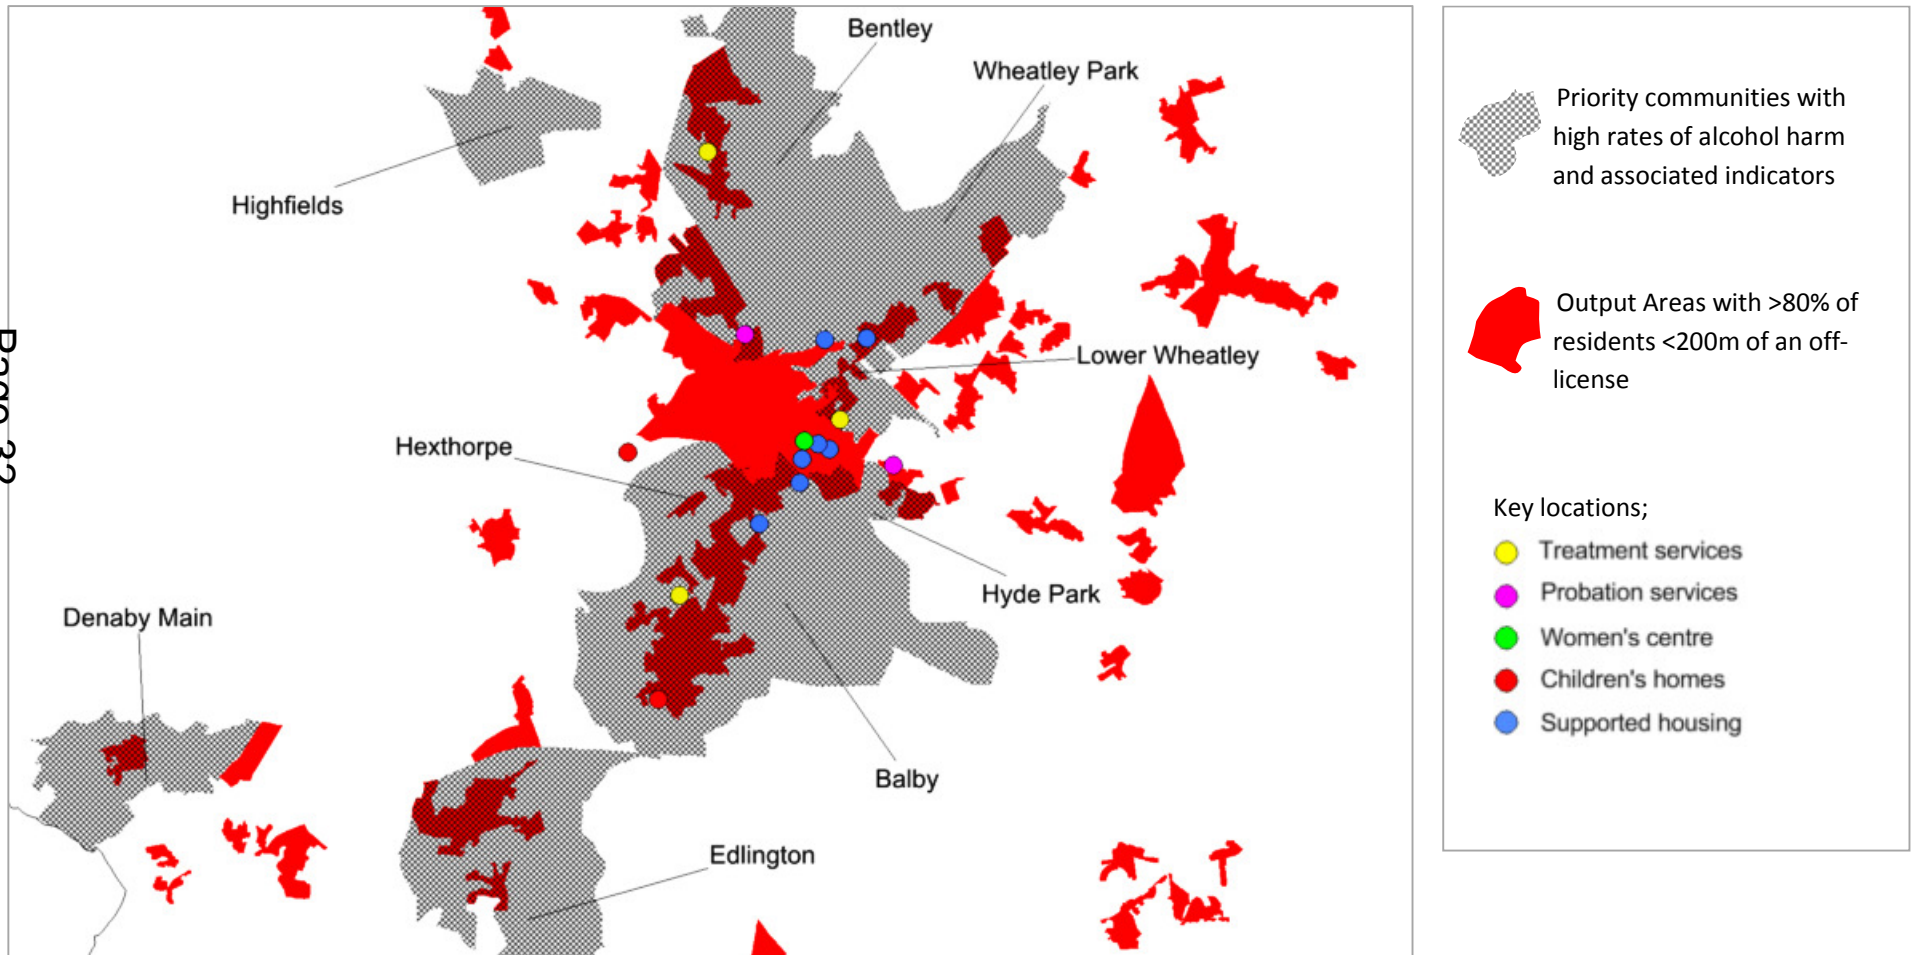 Bentley
Wheatley Park
Highfields
Lower Wheatley
Hexthorpe
Hyde Park
Denaby Main
Balby
Edlington
Page 32
Priority communities with
high rates of alcohol harm
and associated indicators
Output Areas with >80% of
residents <200m of an off-
license
Key locations;
Treatment services
Probation services
Women's centre
Children's homes
Supported housing